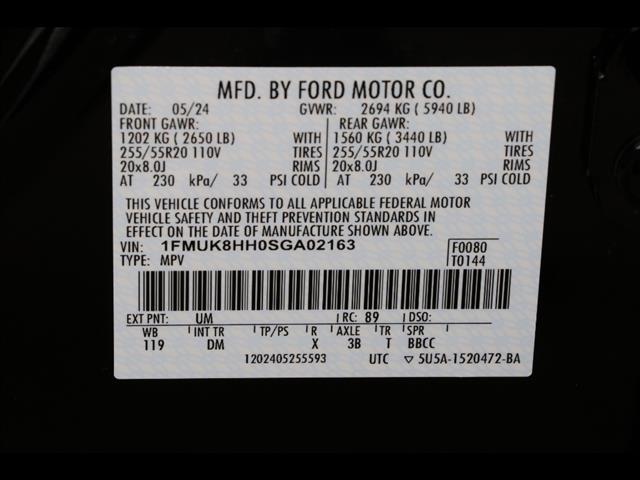 MFD. BY FORD MOTOR CO.
DATE: 05/24 GVWR: 2694 KG ( 5940 LB)
FRONT GAWR: REAR GAWR:
1202 KG ( 2650 LB) WITH 1560 KG ( 3440 LB) WITH
255/55R20 110V TIRES 255/55R20 110V TIRES
20x8.0J RIMS 20x8.0J RIMS
AT 230 kPa/ 33 PSI COLD AT 230 kPa/ 33 PSI COLD
THIS VEHICLE CONFORMS TO ALL APPLICABLE FEDERAL MOTOR
VEHICLE SAFETY AND THEFT PREVENTION STANDARDS IN
EFFECT ON THE DATE OF MANUFACTURE SHOWN ABOVE.
VIN: 1FMUK8HH0SGA02163 F0080
TYPE: MPV T0144
EXT PNT: UM RC: 89 DSO:
WB INT TR TP/PS R AXLE TR SPR
119 DM X 3B T BBCC
1202405255593 UTC ▽ 5U5A-1520472-BA